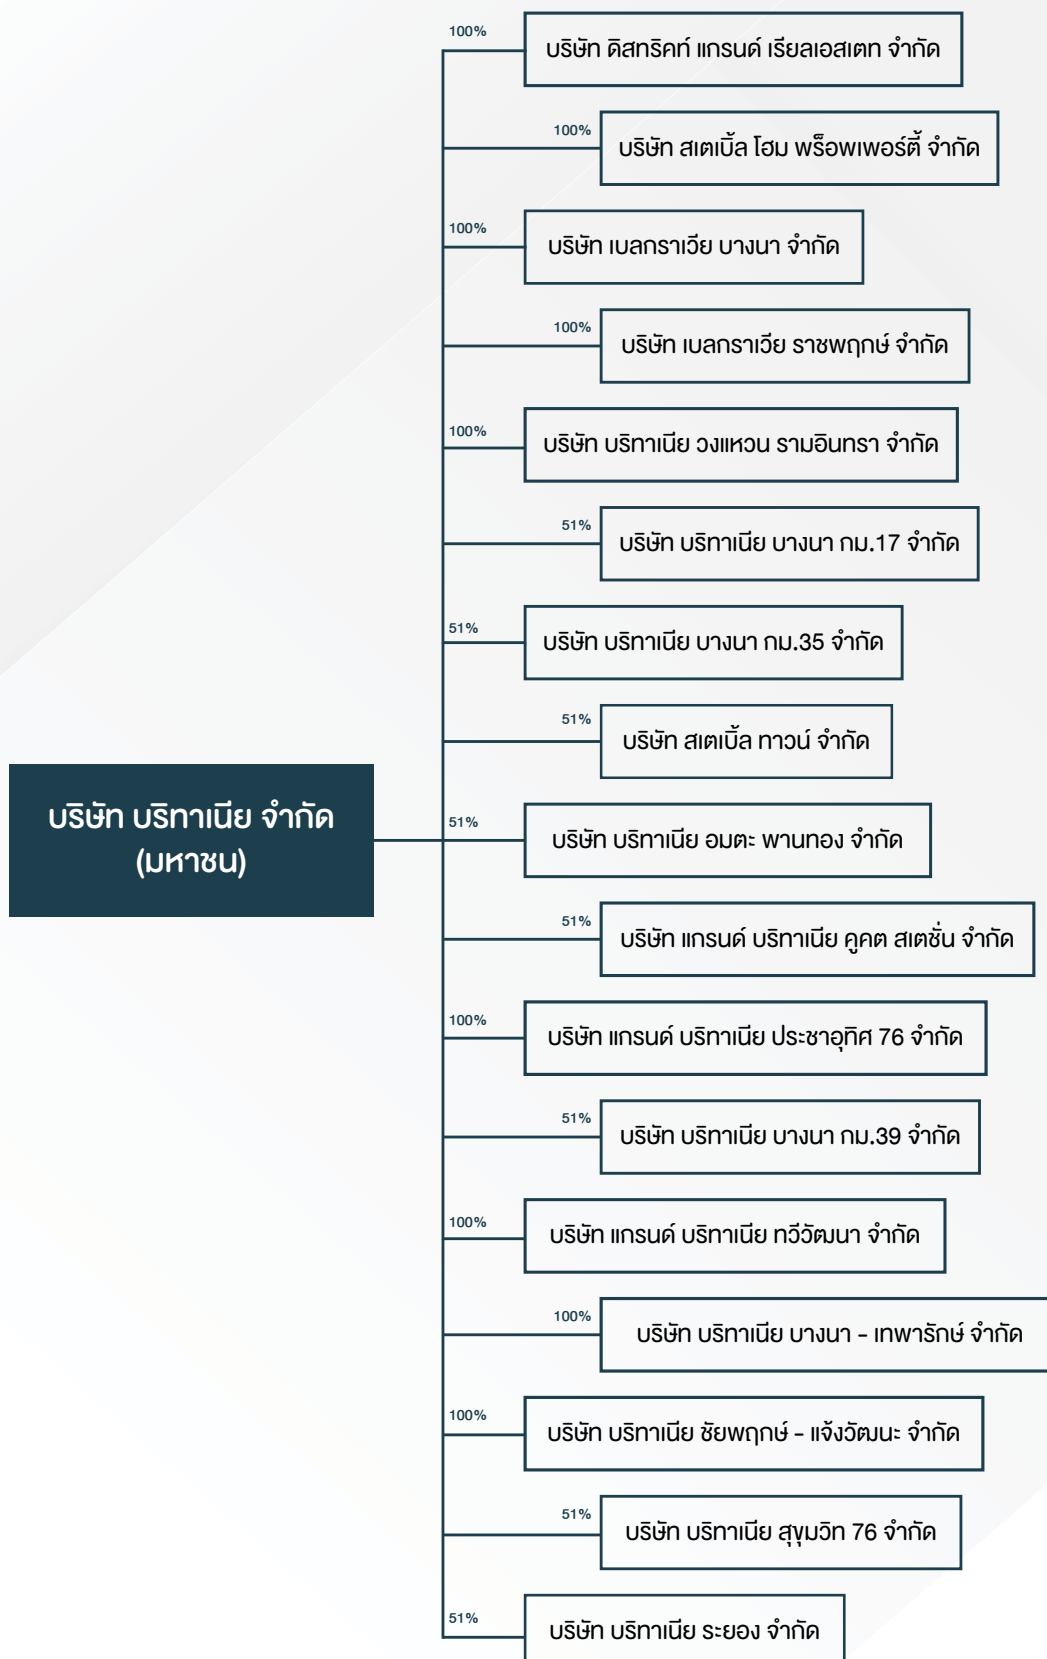 100%
บริษัท ดิสทริคท์ แกรนด์ เรียลเอสเตท จำกัด
100%
บริษัท สเตเบิ้ล โฮม พร็อพเพอร์ตี้ จำกัด
100%
บริษัท เบลกราเวีย บางนา จำกัด
100%
บริษัท เบลกราเวีย ราชพฤกษ์ จำกัด
100%
บริษัท บริทาเนีย วงแหวน รามอินทรา จำกัด
51%
บริษัท บริทาเนีย บางนา กม.17 จำกัด
51%
บริษัท บริทาเนีย บางนา กม.35 จำกัด
51%
บริษัท สเตเบิ้ล ทาวน์ จำกัด
บริษัท บริทาเนีย จำกัด
(มหาชน)
51%
บริษัท บริทาเนีย อมตะ พานทอง จำกัด
51%
บริษัท แกรนด์ บริทาเนีย คูคต สเตชั่น จำกัด
100%
บริษัท แกรนด์ บริทาเนีย ประชาอุทิศ 76 จำกัด
51%
บริษัท บริทาเนีย บางนา กม.39 จำกัด
100%
บริษัท แกรนด์ บริทาเนีย ทวีวัฒนา จำกัด
100%
บริษัท บริทาเนีย บางนา - เทพารักษ์ จำกัด
100%
บริษัท บริทาเนีย ชัยพฤกษ์ - แจ้งวัฒนะ จำกัด
51%
บริษัท บริทาเนีย สุขุมวิท 76 จำกัด
51%
บริษัท บริทาเนีย ระยอง จำกัด